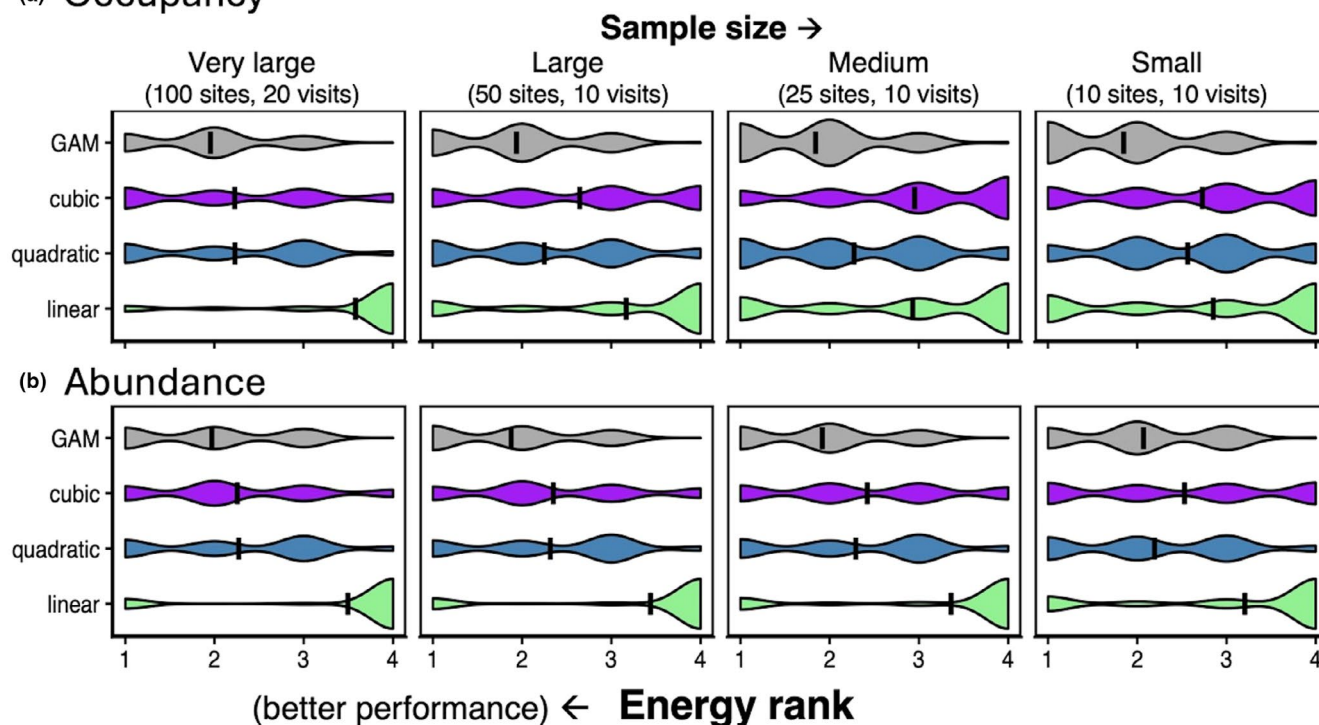 (a) Occupancy
Sample size →
Very large
(100 sites, 20 visits)
Large
(50 sites, 10 visits)
Medium
(25 sites, 10 visits)
Small
(10 sites, 10 visits)
GAM
cubic
quadratic
linear
(b) Abundance
GAM
cubic
quadratic
linear
1 2 3 4
1 2 3 4
1 2 3 4
1 2 3 4
(better performance) ← Energy rank